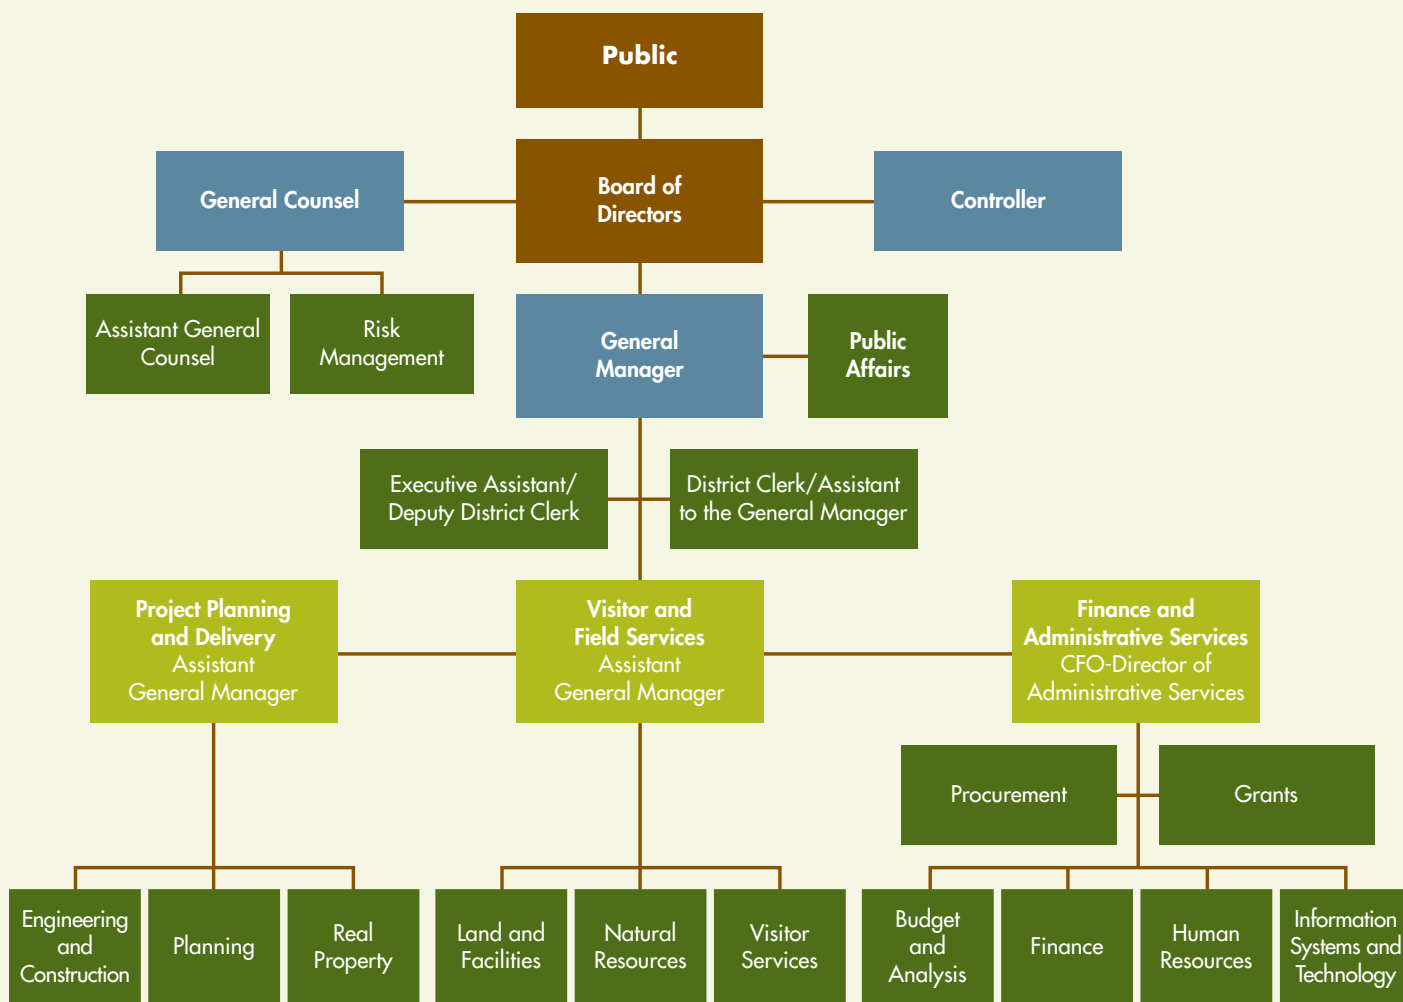 Public
General Counsel
Board of
Directors
Controller
Assistant General
Counsel
Risk
Management
General
Manager
Public
Affairs
Executive Assistant/
Deputy District Clerk
District Clerk/Assistant
to the General Manager
Project Planning
and Delivery
Assistant
General Manager
Visitor and
Field Services
Assistant
General Manager
Finance and
Administrative Services
CFO-Director of
Administrative Services
Procurement
Grants
Engineering
and
Construction
Planning
Real
Property
Land and
Facilities
Natural
Resources
Visitor
Services
Budget
and
Analysis
Finance
Human
Resources
Information
Systems and
Technology